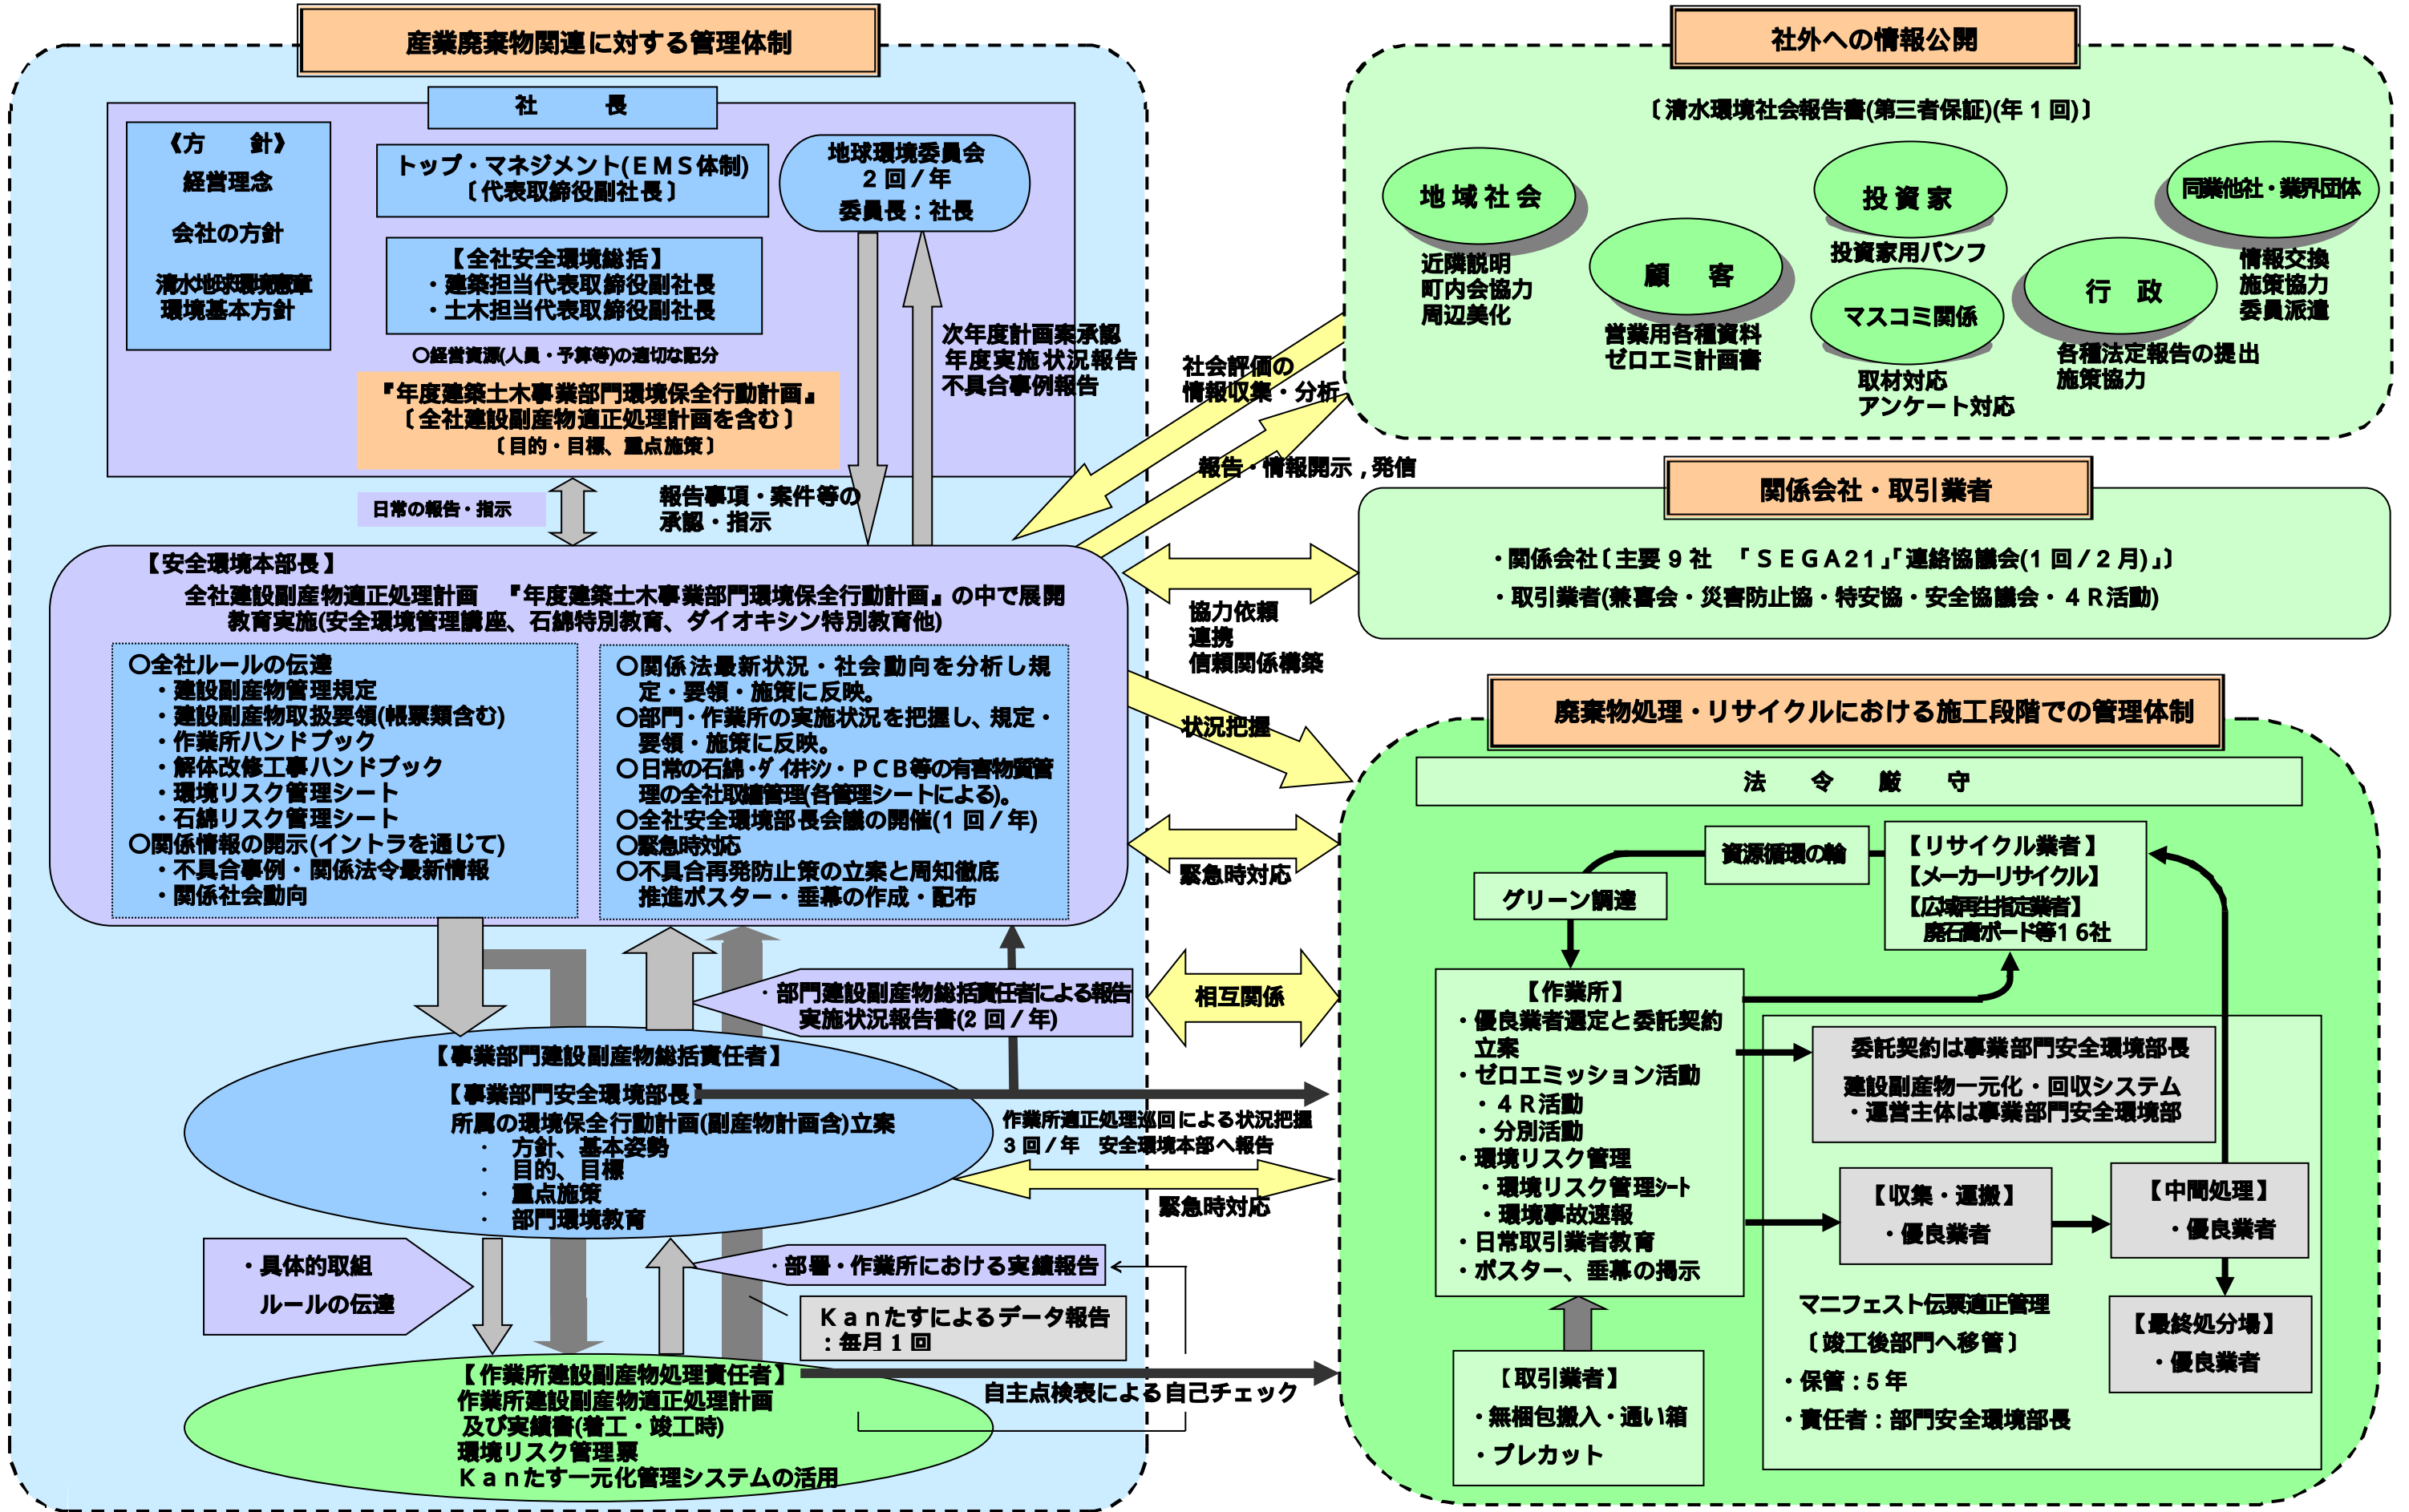 産業廃棄物関連に対する管理体制
社　　長
《方　針》
経営理念
会社の方針
清水地球環境憲章
環境基本方針
トップ・マネジメント(ＥＭＳ体制)
〔代表取締役副社長〕
【全社安全環境総括】
・建築担当代表取締役副社長
・土木担当代表取締役副社長
地球環境委員会
２回／年
委員長：社長
○経営資源(人員・予算等)の適切な配分
『年度建築土木事業部門環境保全行動計画』
〔全社建設副産物適正処理計画を含む〕
〔目的・目標、重点施策〕
次年度計画案承認
年度実施状況報告
不具合事例報告
日常の報告・指示
報告事項・案件等の
承認・指示
【安全環境本部長】
全社建設副産物適正処理計画　『年度建築土木事業部門環境保全行動計画』の中で展開
教育実施(安全環境管理講座、石綿特別教育、ダイオキシン特別教育他)
○全社ルールの伝達
・建設副産物管理規定
・建設副産物取扱要領(帳票類含む)
・作業所ハンドブック
・解体改修工事ハンドブック
・環境リスク管理シート
・石綿リスク管理シート
○関係情報の開示(イントラを通じて)
・不具合事例・関係法令最新情報
・関係社会動向
○関係法最新状況・社会動向を分析し規
定・要領・施策に反映。
○部門・作業所の実施状況を把握し、規定・
要領・施策に反映。
○日常の石綿・ﾀﾞｲｵｷｼﾝ・ＰＣＢ等の有害物質管
理の全社取纏管理(各管理シートによる)。
○全社安全環境部長会議の開催(1回／年)
○緊急時対応
○不具合再発防止策の立案と周知徹底
推進ポスター・垂幕の作成・配布
・部門建設副産物総括責任者による報告
実施状況報告書(2回／年)
【事業部門建設副産物総括責任者】
【事業部門安全環境部長】
所属の環境保全行動計画(副産物計画含)立案
・　方針、基本姿勢
・　目的、目標
・　重点施策
・　部門環境教育
作業所適正処理巡回による状況把握
3回／年　安全環境本部へ報告
緊急時対応
・具体的取組
ルールの伝達
・部署・作業所における実績報告
Ｋａｎたすによるデータ報告
：毎月1回
【作業所建設副産物処理責任者】
作業所建設副産物適正処理計画
及び実績書(着工・竣工時)
環境リスク管理票
Ｋａｎたす一元化管理システムの活用
自主点検表による自己チェック
社会評価の
情報収集・分析
報告・情報開示，発信
協力依頼
連携
信頼関係構築
状況把握
緊急時対応
相互関係
社外への情報公開
〔清水環境社会報告書(第三者保証)(年1回)〕
地域社会
近隣説明
町内会協力
周辺美化
顧　客
営業用各種資料
ゼロエミ計画書
投資家
投資家用パンフ
マスコミ関係
取材対応
アンケート対応
行　政
各種法定報告の提出
施策協力
同業他社・業界団体
情報交換
施策協力
委員派遣
関係会社・取引業者
・関係会社〔主要9社　「ＳＥＧＡ21」「連絡協議会(1回／2月)」〕
・取引業者(兼喜会・災害防止協・特安協・安全協議会・４Ｒ活動)
廃棄物処理・リサイクルにおける施工段階での管理体制
法　令　厳　守
資源循環の輪
グリーン調達
【リサイクル業者】
【メーカーリサイクル】
【広域再生指定業者】
廃石膏ボード等16社
【作業所】
・優良業者選定と委託契約
立案
・ゼロエミッション活動
・４Ｒ活動
・分別活動
・環境リスク管理
・環境リスク管理ｼｰﾄ
・環境事故速報
・日常取引業者教育
・ポスター、垂幕の掲示
委託契約は事業部門安全環境部長
建設副産物一元化・回収システム
・運営主体は事業部門安全環境部
【収集・運搬】
・優良業者
【中間処理】
・優良業者
【最終処分場】
・優良業者
マニフェスト伝票適正管理
〔竣工後部門へ移管〕
・保管：5年
・責任者：部門安全環境部長
【取引業者】
・無梱包搬入・通い箱
・プレカット